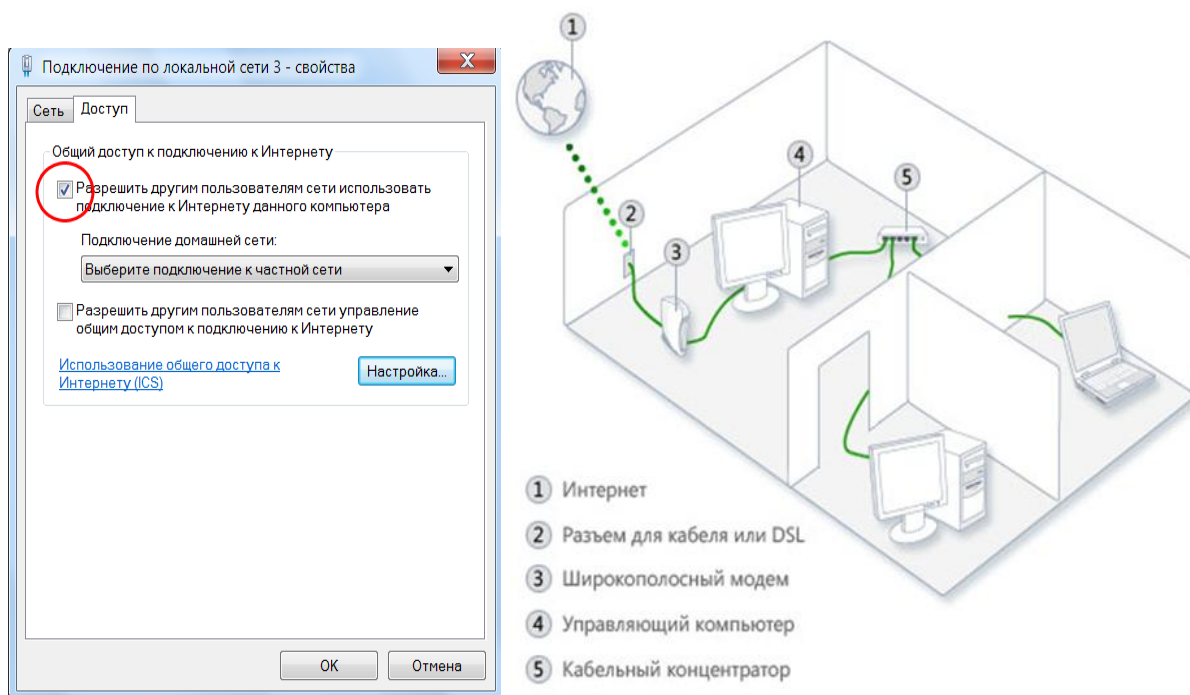 Подключение по локальной сети 3 - свойства
X
Сеть
Доступ
Общий доступ к подключению к Интернету
Разрешить другим пользователям сети использовать
подключение к Интернету данного компьютера
Подключение домашней сети:
Выберите подключение к частной сети
Разрешить другим пользователям сети управление
общим доступом к подключению к Интернету
Использование общего доступа к
Интернету (ICS)
Настройка...
OK
Отмена
1
2
3
4
5
1 Интернет
2 Разъем для кабеля или DSL
3 Широкополосный модем
4 Управляющий компьютер
5 Кабельный концентратор